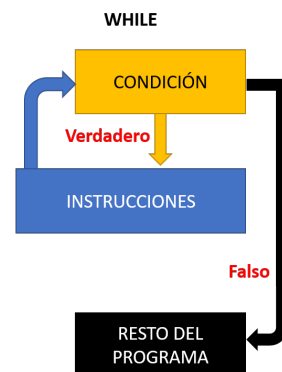 WHILE
CONDICIÓN
Verdadero
INSTRUCCIONES
Falso
RESTO DEL
PROGRAMA